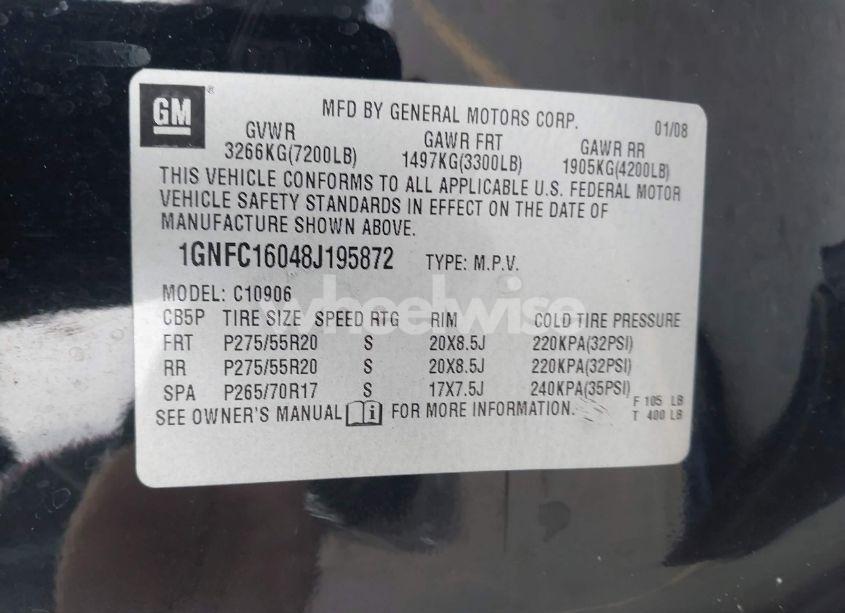 GM
MFD BY GENERAL MOTORS CORP. 01/08
GVWR GAWR FRT GAWR RR
3266KG(7200LB) 1497KG(3300LB) 1905KG(4200LB)
THIS VEHICLE CONFORMS TO ALL APPLICABLE U.S. FEDERAL MOTOR
VEHICLE SAFETY STANDARDS IN EFFECT ON THE DATE OF
MANUFACTURE SHOWN ABOVE.
1GNFC16048J195872 TYPE: M.P.V.
MODEL: C10906
wheelwise
CB5P TIRE SIZE SPEED RTG RIM COLD TIRE PRESSURE
FRT P275/55R20 S 20X8.5J 220KPA(32PSI)
RR P275/55R20 S 20X8.5J 220KPA(32PSI)
SPA P265/70R17 S 17X7.5J 240KPA(35PSI)
SEE OWNER'S MANUAL i FOR MORE INFORMATION.
F 105 LB
T 400 LB